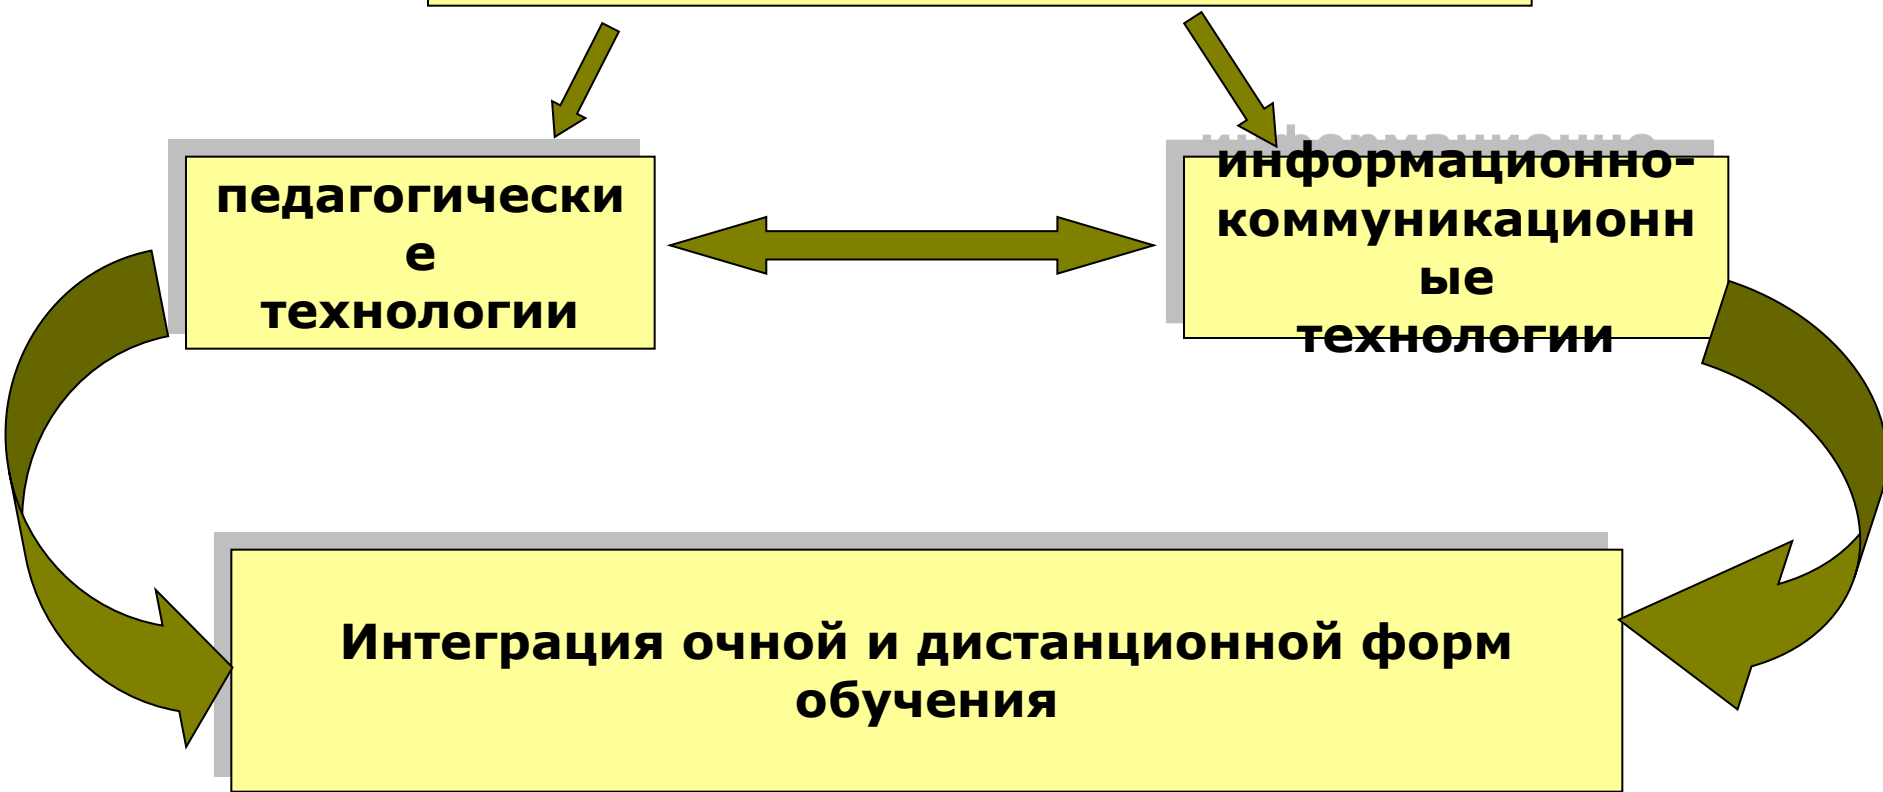 педагогически
е
технологии
информационно-
коммуникационн
ые
технологии
Интеграция очной и дистанционной форм
обучения